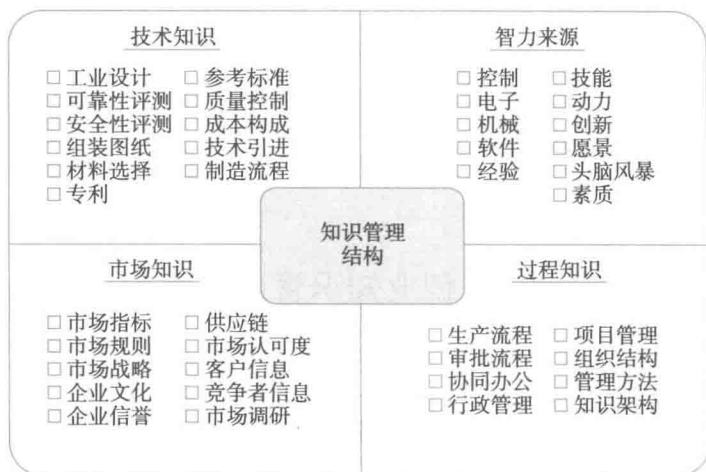 技术知识
□ 工业设计 □ 参考标准
□ 可靠性评测 □ 质量控制
□ 安全性评测 □ 成本构成
□ 组装图纸 □ 技术引进
□ 材料选择 □ 制造流程
□ 专利
智力来源
□ 控制 □ 技能
□ 电子 □ 动力
□ 机械 □ 创新
□ 软件 □ 愿景
□ 经验 □ 头脑风暴
□ 素质
知识管理
结构
市场知识
□ 市场指标 □ 供应链
□ 市场规则 □ 市场认可度
□ 市场战略 □ 客户信息
□ 企业文化 □ 竞争者信息
□ 企业信誉 □ 市场调研
过程知识
□ 生产流程 □ 项目管理
□ 审批流程 □ 组织结构
□ 协同办公 □ 管理方法
□ 行政管理 □ 知识架构